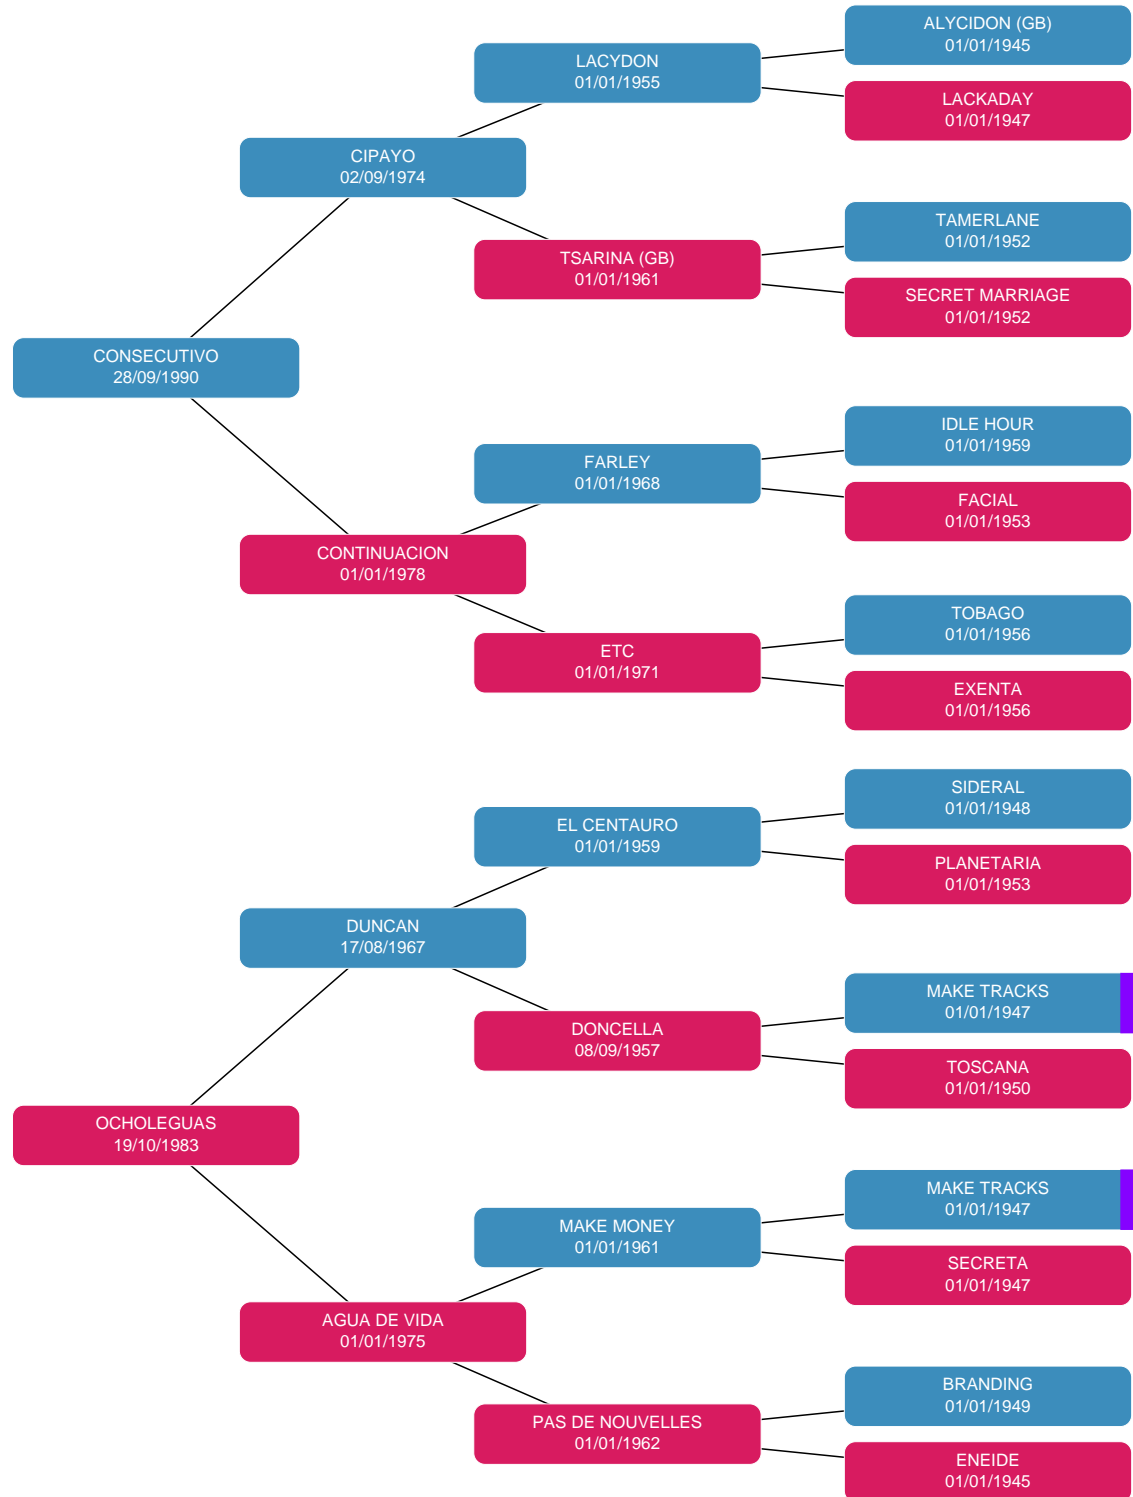 ALYCIDON (GB)
01/01/1945
LACYDON
01/01/1955
LACKADAY
01/01/1947
CIPAYO
02/09/1974
TAMERLANE
01/01/1952
TSARINA (GB)
01/01/1961
SECRET MARRIAGE
01/01/1952
CONSECUTIVO
28/09/1990
IDLE HOUR
01/01/1959
FARLEY
01/01/1968
FACIAL
01/01/1953
CONTINUACION
01/01/1978
TOBAGO
01/01/1956
ETC
01/01/1971
EXENTA
01/01/1956
SIDERAL
01/01/1948
EL CENTAURO
01/01/1959
PLANETARIA
01/01/1953
DUNCAN
17/08/1967
MAKE TRACKS
01/01/1947
DONCELLA
08/09/1957
TOSCANA
01/01/1950
OCHOLEGUAS
19/10/1983
MAKE TRACKS
01/01/1947
MAKE MONEY
01/01/1961
SECRETA
01/01/1947
AGUA DE VIDA
01/01/1975
BRANDING
01/01/1949
PAS DE NOUVELLES
01/01/1962
ENEIDE
01/01/1945